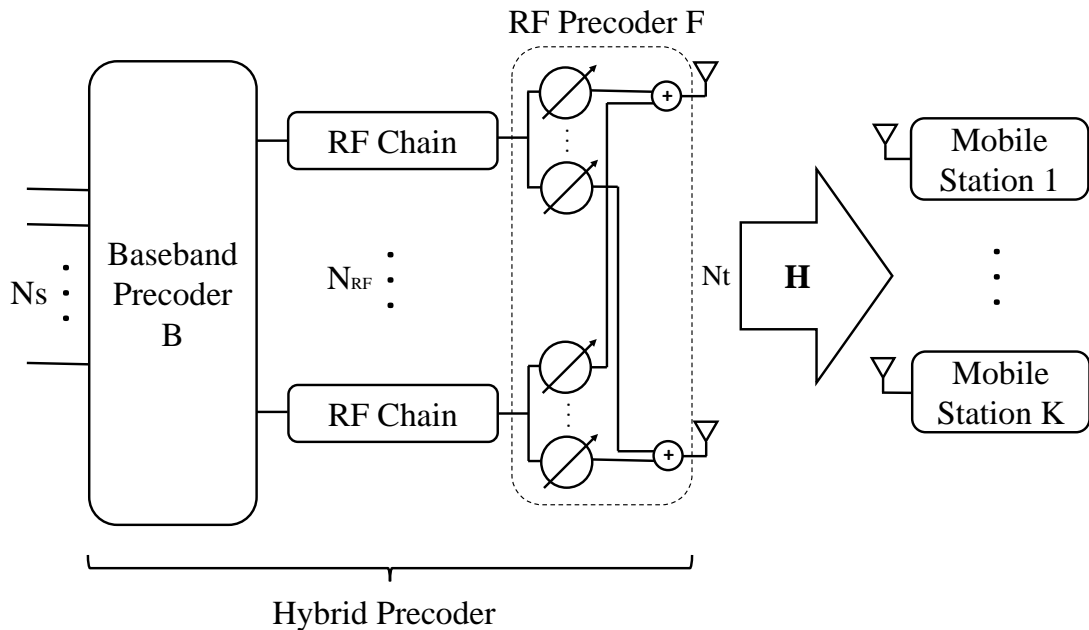 RF Precoder F
+
RF Chain
Mobile
Station 1
Baseband
Precoder
B
Ns
NRF
Nt
H
RF Chain
Mobile
Station K
+
Hybrid Precoder